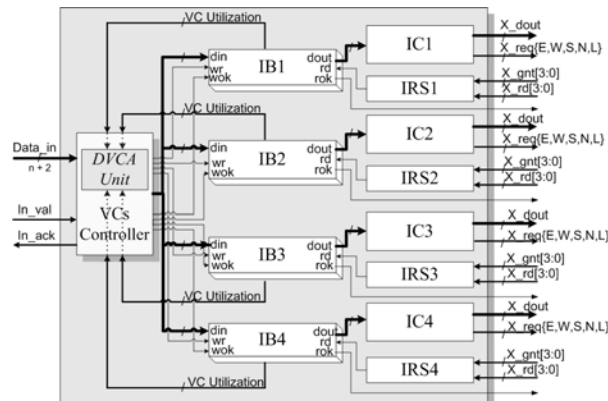 VC Utilization
din
wr
wok
IB1
dout
rd
rok
IC1
IRS1
X_dout
X_req{E,W,S,N,L}
X_gnt[3:0]
X_rd[3:0]
VC Utilization
din
wr
wok
IB2
dout
rd
rok
IC2
IRS2
X_dout
X_req{E,W,S,N,L}
X_gnt[3:0]
X_rd[3:0]
Data_in
n + 2
In_val
In_ack
DVCA
Unit
VCs
Controller
din
wr
wok
IB3
dout
rd
rok
IC3
IRS3
X_dout
X_req{E,W,S,N,L}
X_gnt[3:0]
X_rd[3:0]
VC Utilization
din
wr
wok
IB4
dout
rd
rok
IC4
IRS4
X_dout
X_req{E,W,S,N,L}
X_gnt[3:0]
X_rd[3:0]
VC Utilization